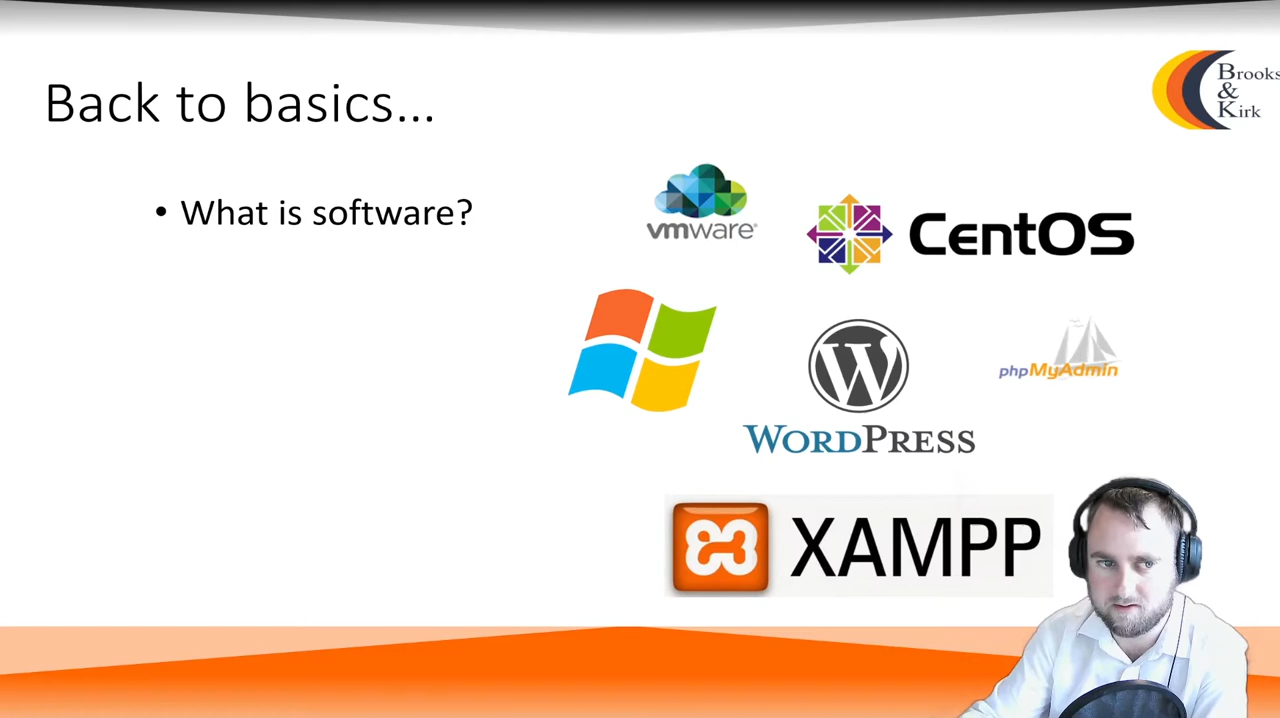 Back to basics...
Brooks
&
Kirk
• What is software?
vmware®
CentOS
WORDPRESS
phpMyAdmin
XAMPP